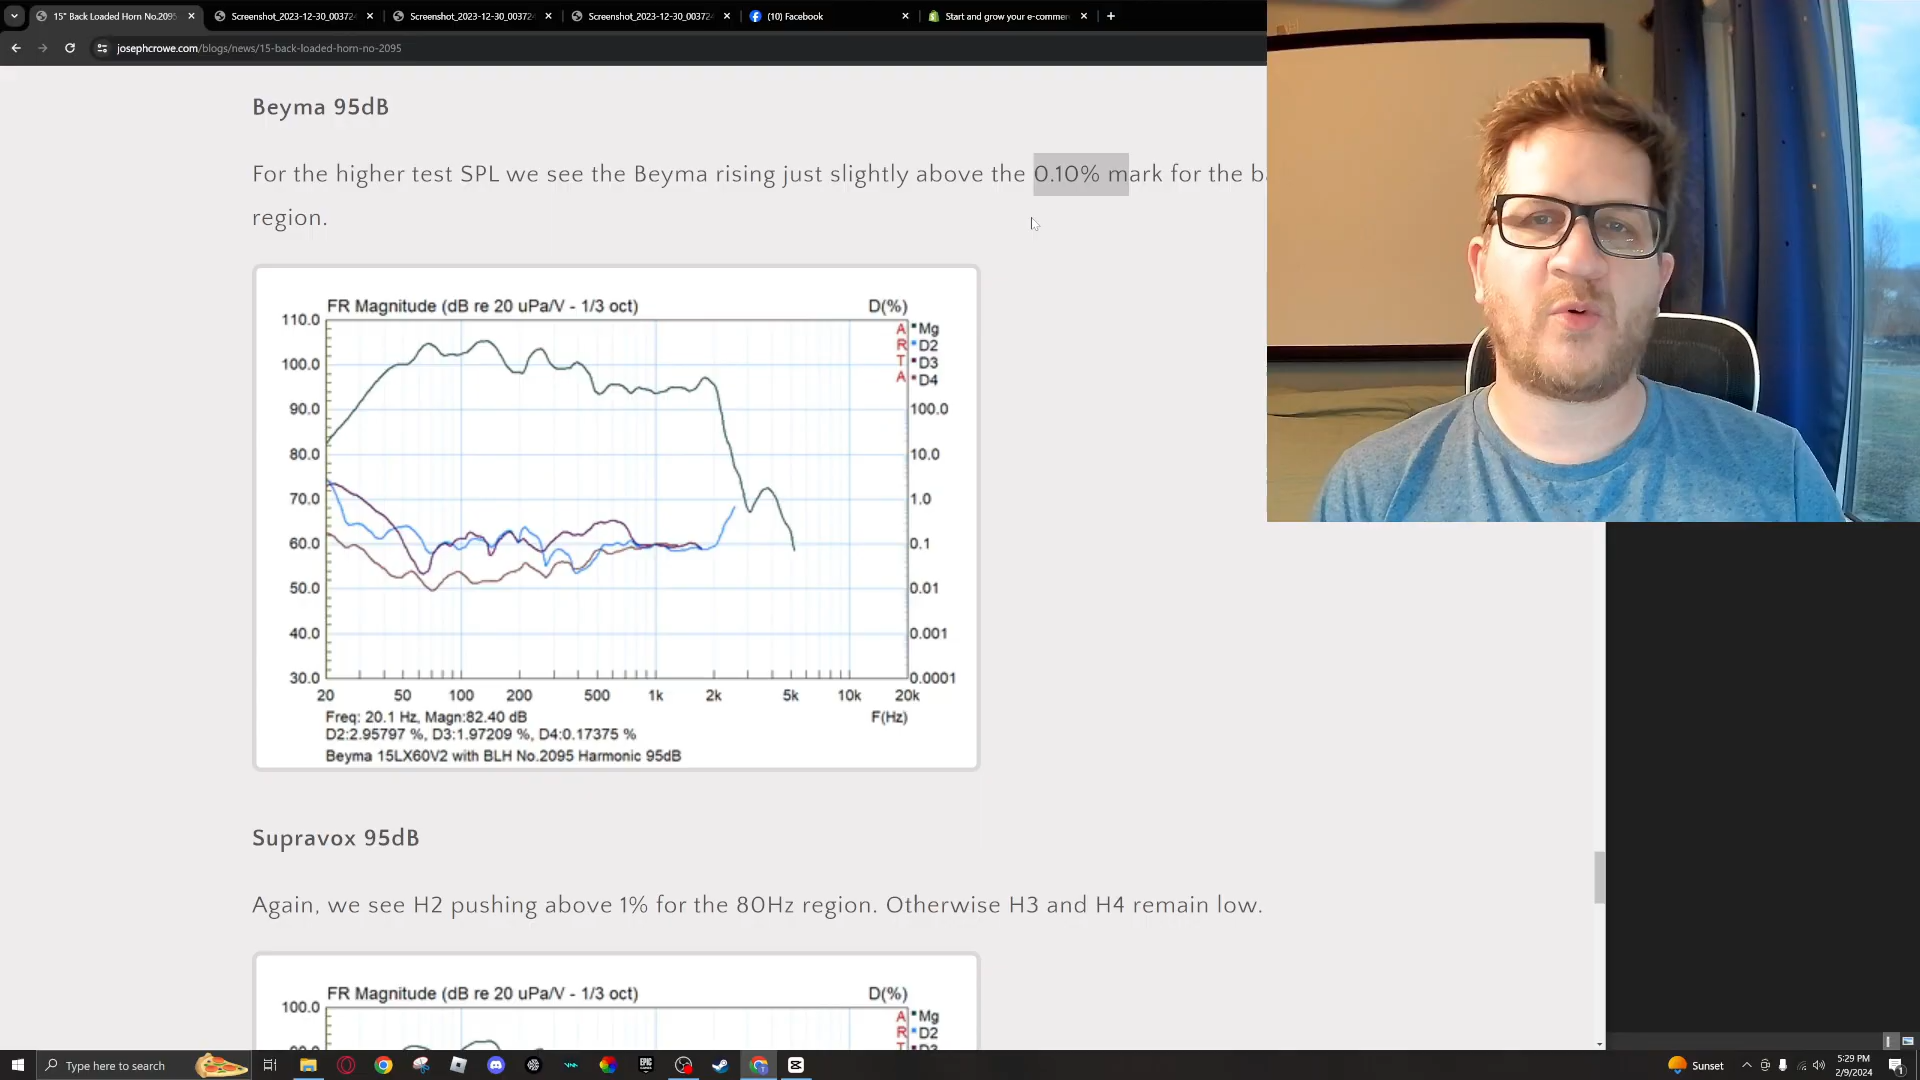 15" Back Loaded Horn No.2095
Screenshot_2023-12-30_003724
Screenshot_2023-12-30_003724
Screenshot_2023-12-30_003724
(10) Facebook
Start and grow your e-commer
josephcrowe.com/blogs/news/15-back-loaded-horn-no-2095
Beyma 95dB
For the higher test SPL we see the Beyma rising just slightly above the 0.10% mark for the ba
region.
FR Magnitude (dB re 20 uPa/V - 1/3 oct)
D(%)
110.0
100.0
90.0
80.0
70.0
60.0
50.0
40.0
30.0
A
R
T
A
Mg
D2
D3
D4
100.0
10.0
1.0
0.1
0.01
0.001
0.0001
20 50 100 200 500 1k 2k 5k 10k 20k
Freq: 20.1 Hz, Magn:82.40 dB
F(Hz)
D2:2.95797 %, D3:1.97209 %, D4:0.17375 %
Beyma 15LX60V2 with BLH No.2095 Harmonic 95dB
Supravox 95dB
Again, we see H2 pushing above 1% for the 80Hz region. Otherwise H3 and H4 remain low.
FR Magnitude (dB re 20 uPa/V - 1/3 oct)
D(%)
100.0
A
R
T
Mg
D2
D3
Type here to search
Sunset
5:29 PM
2/9/2024